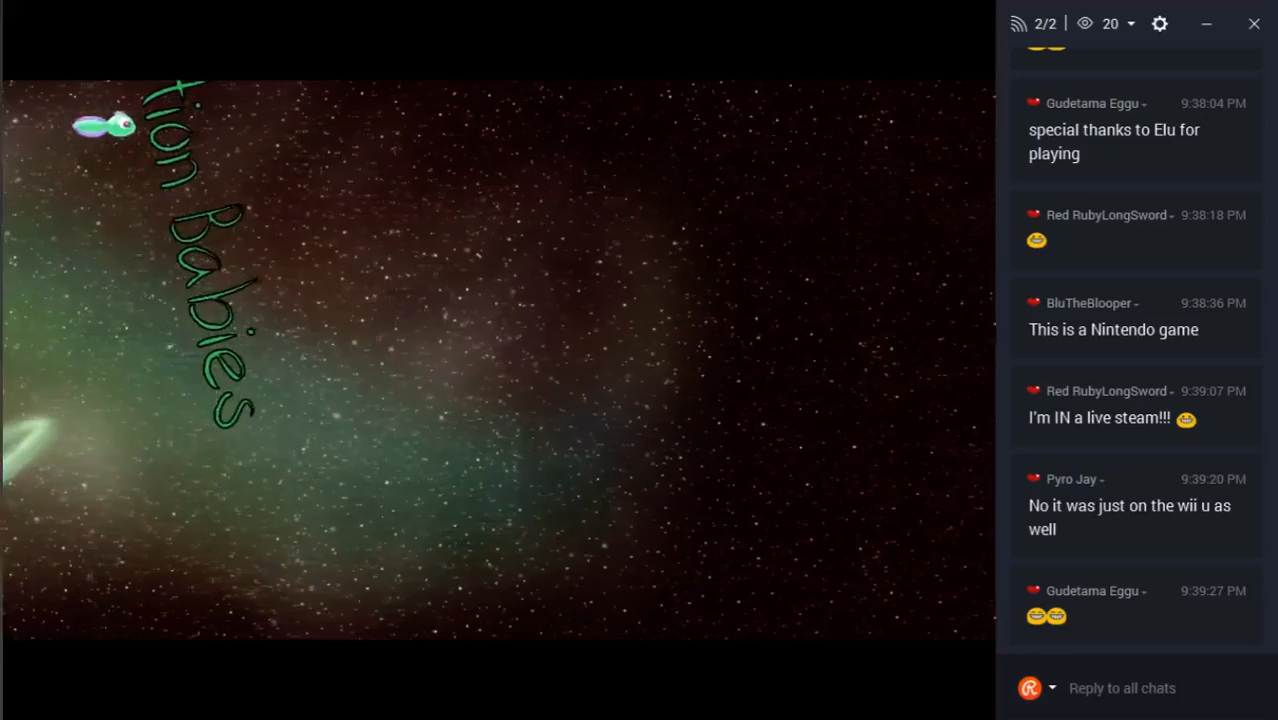 tion Babies
2/2
20
Gudetama Eggu
9:38:04 PM
special thanks to Elu for
playing
Red RubyLongSword
9:38:18 PM
BluTheBlooper
9:38:36 PM
This is a Nintendo game
Red RubyLongSword
9:39:07 PM
I'm IN a live steam!!!
Pyro Jay
9:39:20 PM
No it was just on the wii u as
well
Gudetama Eggu
9:39:27 PM
Reply to all chats